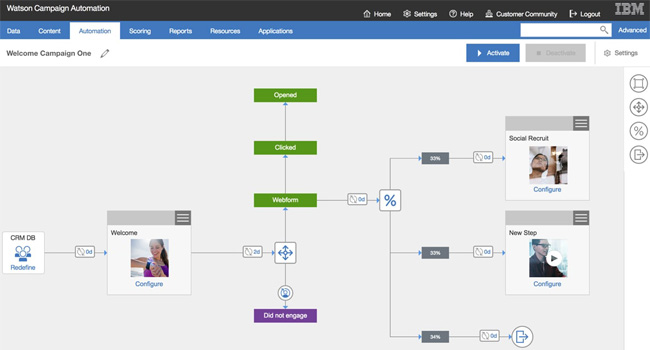 Watson Campaign Automation
Home
Settings
Help
Customer Community
Logout
IBM
Data
Content
Automation
Scoring
Reports
Resources
Applications
Advanced
Welcome Campaign One
Activate
Deactivate
Settings
Opened
Clicked
Webform
0d
%
33%
0d
Social Recruit
Configure
CRM DB
Redefine
0d
Welcome
Configure
2d
33%
0d
New Step
Configure
Did not engage
34%
0d
%